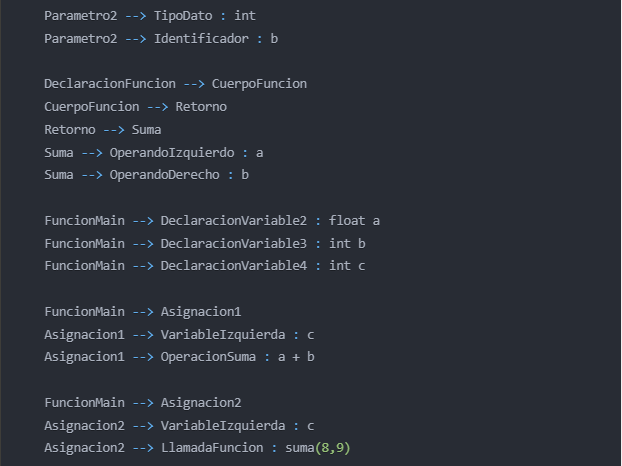 Parametro2 --> TipoDato : int
Parametro2 --> Identificador : b
DeclaracionFuncion --> CuerpoFuncion
CuerpoFuncion --> Retorno
Retorno --> Suma
Suma --> OperandoIzquierdo : a
Suma --> OperandoDerecho : b
FuncionMain --> DeclaracionVariable2 : float a
FuncionMain --> DeclaracionVariable3 : int b
FuncionMain --> DeclaracionVariable4 : int c
FuncionMain --> Asignacion1
Asignacion1 --> VariableIzquierda : c
Asignacion1 --> OperacionSuma : a + b
FuncionMain --> Asignacion2
Asignacion2 --> VariableIzquierda : c
Asignacion2 --> LlamadaFuncion : suma(8,9)